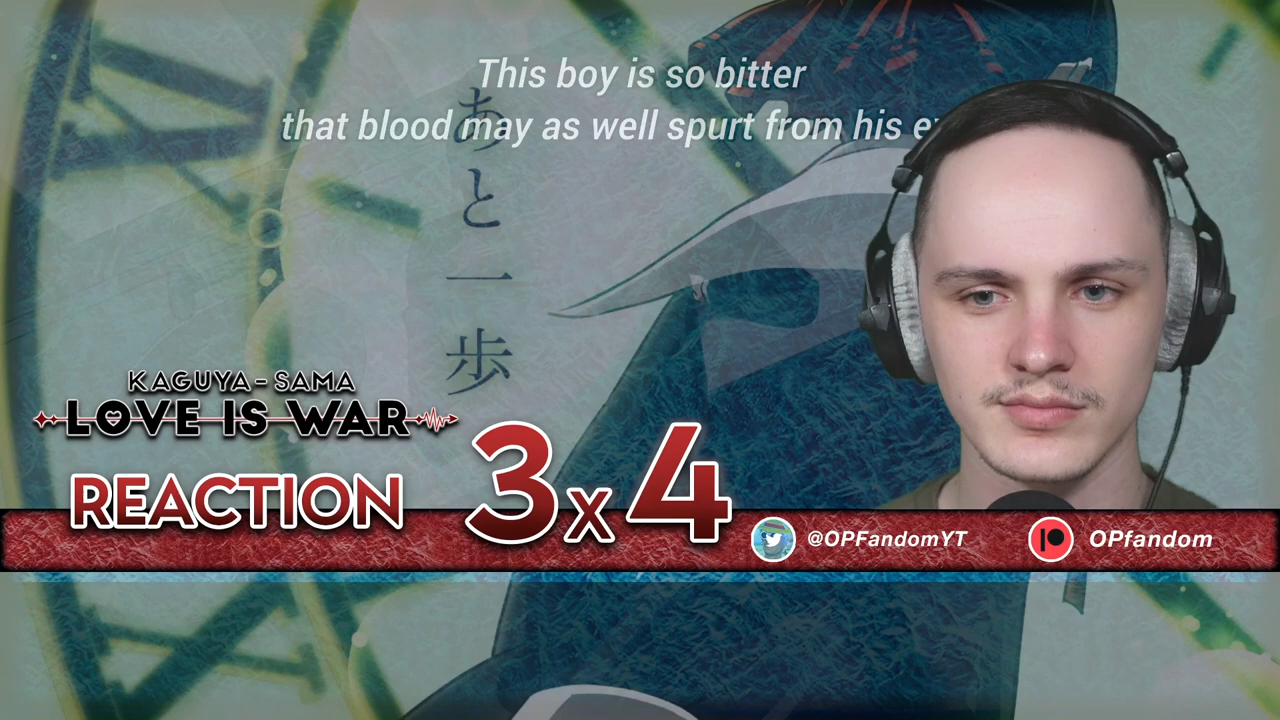 This boy is so bitter
that blood may as well spurt from his
あと一歩
KAGUYA-SAMA
LOVE IS WAR
REACTION
3x4
@OPFandomYT
OPfandom